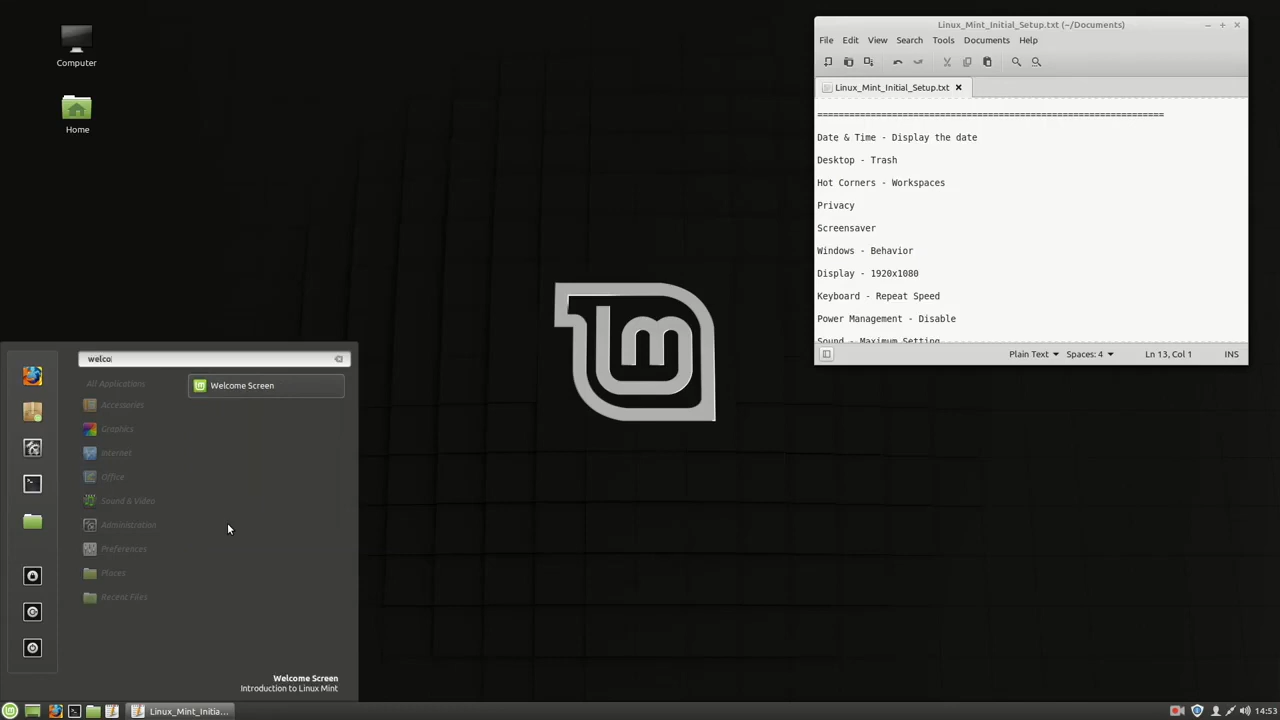 Computer
Home
Linux_Mint_Initial_Setup.txt (~/Documents)
File Edit View Search Tools Documents Help
Linux_Mint_Initial_Setup.txt
=================================================================
Date & Time - Display the date
Desktop - Trash
Hot Corners - Workspaces
Privacy
Screensaver
Windows - Behavior
Display - 1920x1080
Keyboard - Repeat Speed
Power Management - Disable
Sound - Maximum Setting
Plain Text Spaces: 4 Ln 13, Col 1 INS
welco
All Applications
Welcome Screen
Accessories
Graphics
Internet
Office
Sound & Video
Administration
Preferences
Places
Recent Files
Welcome Screen
Introduction to Linux Mint
Linux_Mint_Initia...
14:53